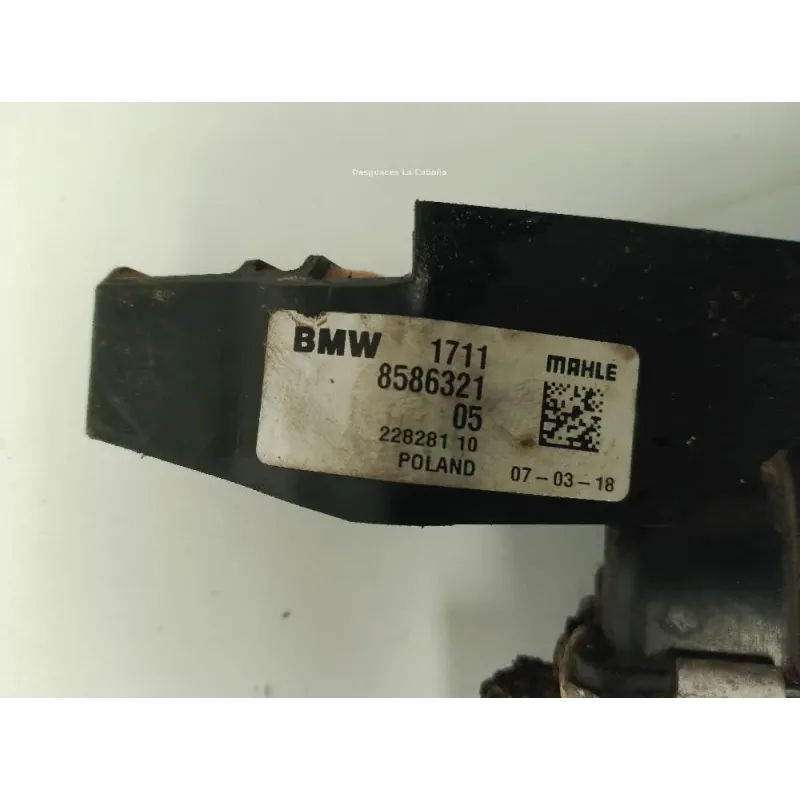 Desguaces La Cabaña
BMW 1711 MAHLE
8586321
05
228281 10
POLAND 07-03-18